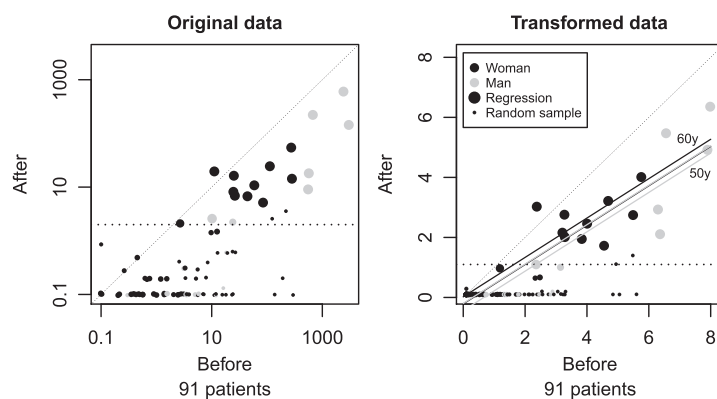 Original data
After
1000
10
0.1
0.1 10 1000
Before
91 patients
Transformed data
After
8
6
4
2
0
Woman
Man
Regression
Random sample
60y
50y
0 2 4 6 8
Before
91 patients